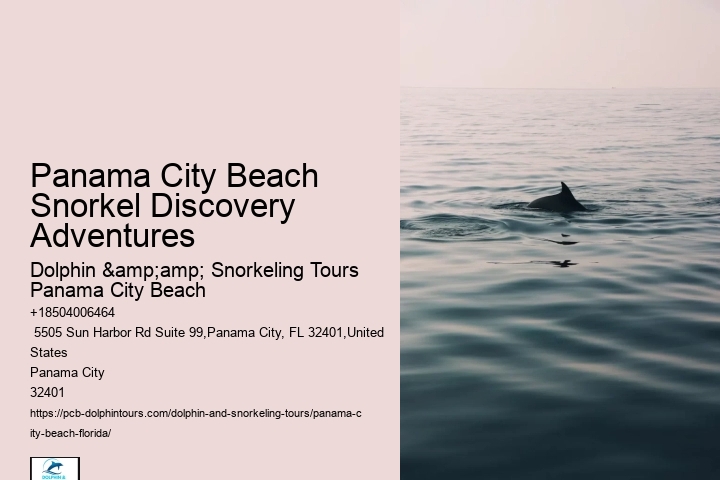 Panama City Beach
Snorkel Discovery
Adventures
Dolphin &amp;amp; Snorkeling Tours
Panama City Beach
+18504006464
5505 Sun Harbor Rd Suite 99,Panama City, FL 32401,United
States
Panama City
32401
https://pcb-dolphintours.com/dolphin-and-snorkeling-tours/panama-c
ity-beach-florida/
DOLPHIN &